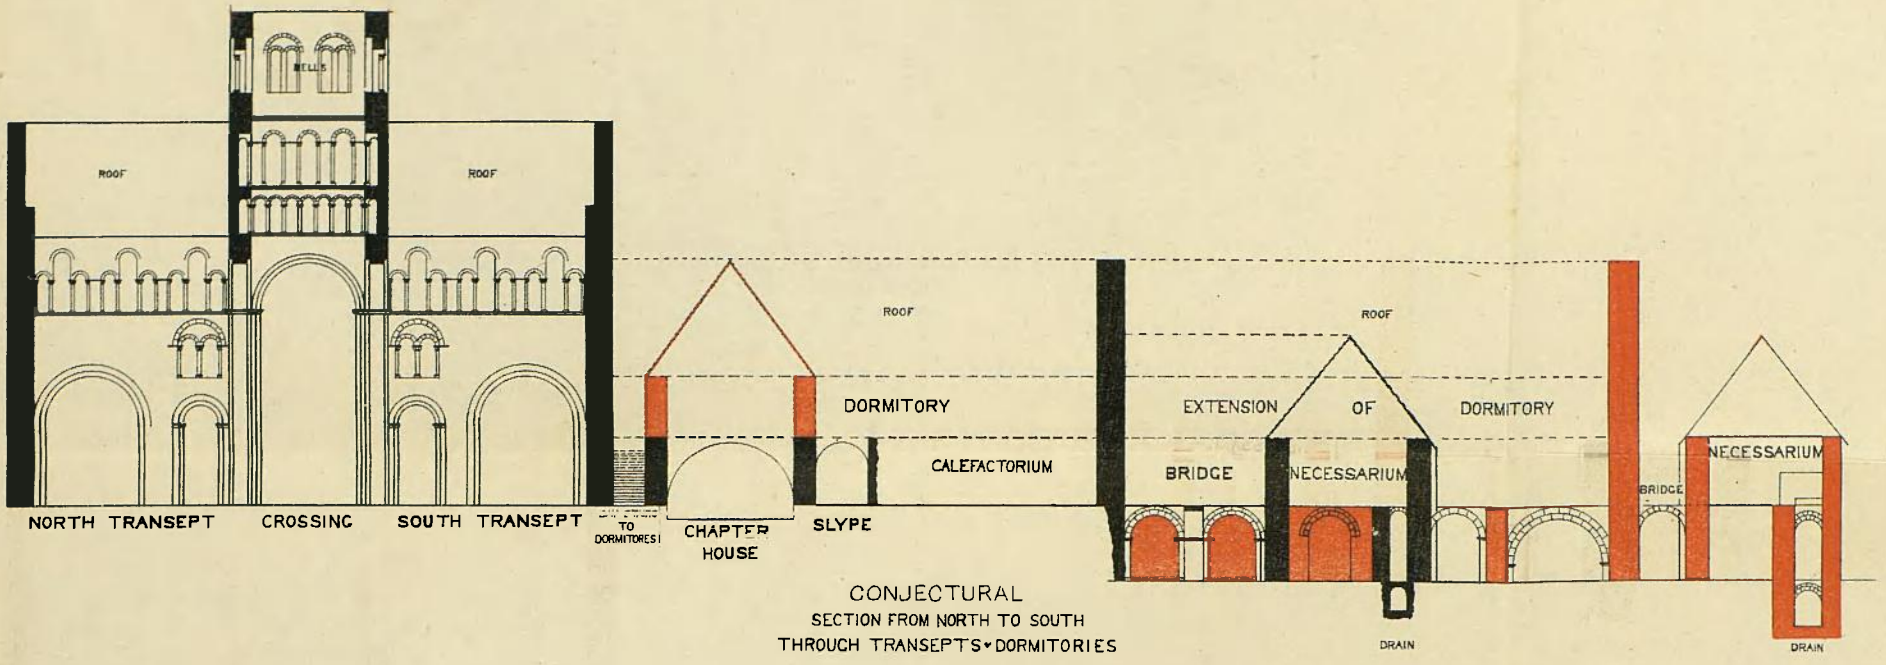 BELLS
ROOF
ROOF
ROOF
ROOF
DORMITORY
EXTENSION OF DORMITORY
CALEFACTORIUM
BRIDGE
NECESSARIUM
NECESSARIUM
BRIDGE
NORTH TRANSEPT
CROSSING
SOUTH TRANSEPT
TO
DORMITORES
CHAPTER
HOUSE
SLYPE
CONJECTURAL
SECTION FROM NORTH TO SOUTH
THROUGH TRANSEPTS & DORMITORIES
DRAIN
DRAIN